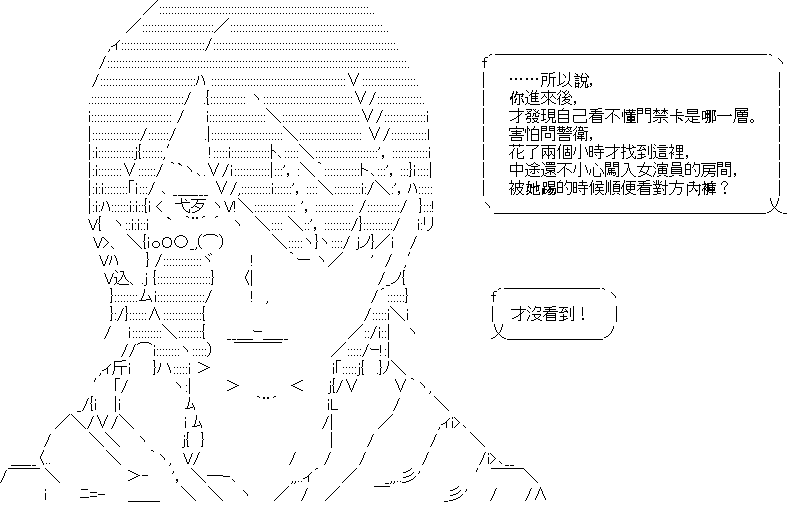 ……所以說,
你進來後,
才發現自己看不懂門禁卡是哪一層。
害怕問警衛,
花了兩個小時才找到這裡,
中途還不小心闖入女演員的房間,
被她踢的時候順便看對方內褲？
才沒看到！